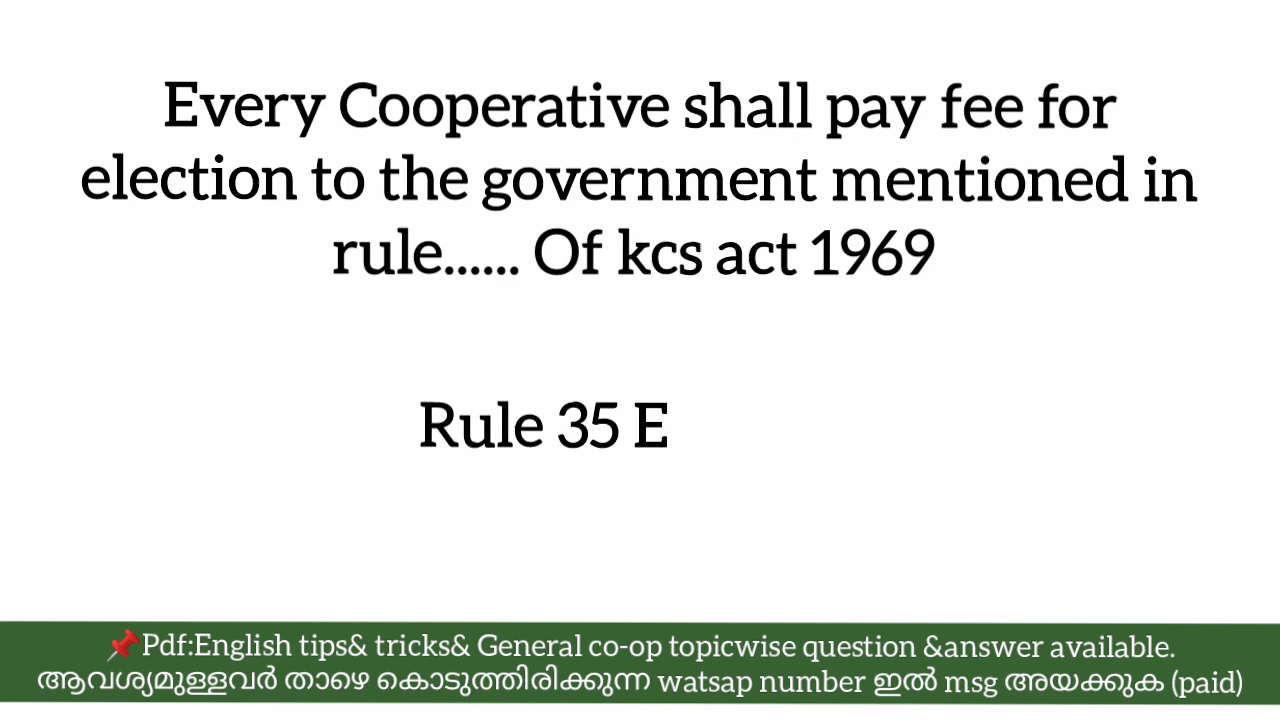 Every Cooperative shall pay fee for
election to the government mentioned in
rule...... Of kcs act 1969
Rule 35 E
📌Pdf:English tips& tricks& General co-op topicwise question &answer available.
ആവശ്യമുള്ളവർ താഴെ കൊടുത്തിരിക്കുന്ന watsap number ഇൽ msg അയക്കുക (paid)